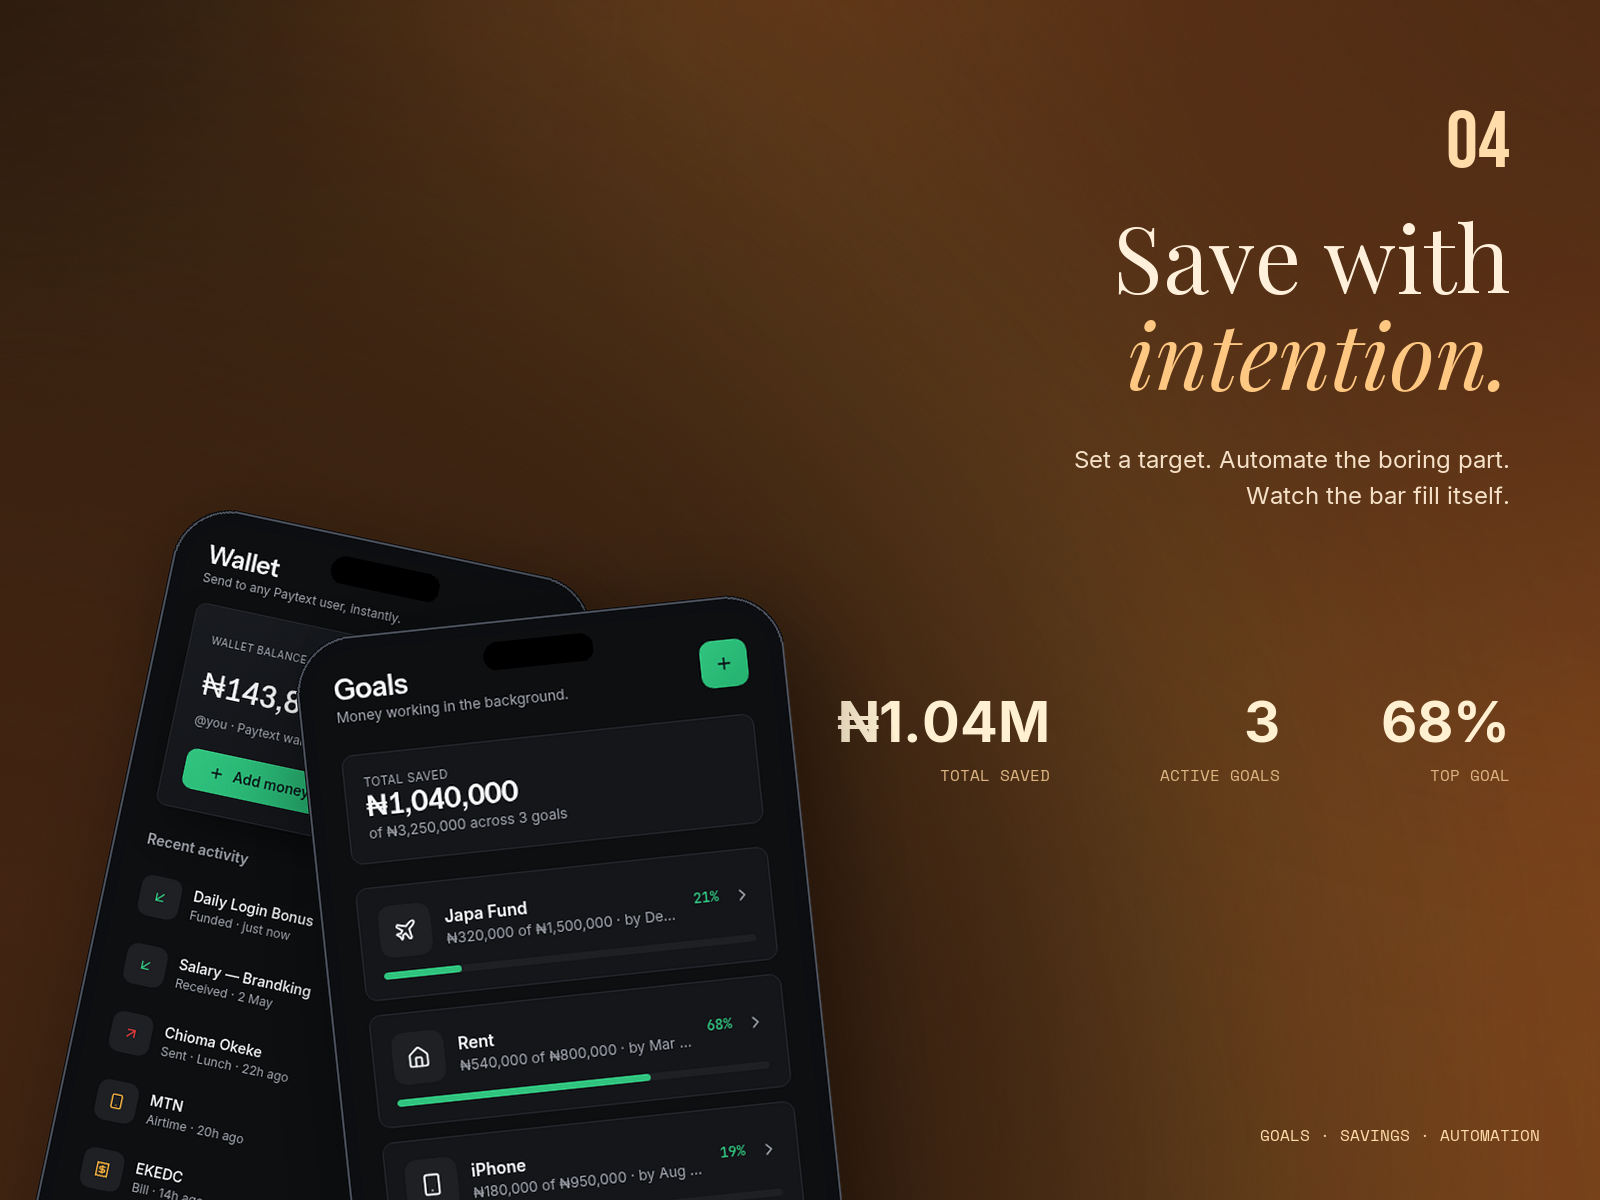 04
Save with
intention.
Set a target. Automate the boring part.
Watch the bar fill itself.
₦1.04M
TOTAL SAVED
3
ACTIVE GOALS
68%
TOP GOAL
Wallet
Send to any Paytext user, instantly.
WALLET BALANCE
₦143,8
@you · Paytext
+ Add money
Recent activity
Daily Login Bonus
Funded · just now
Salary — Brandking
Received · 2 May
Chioma Okeke
Sent · Lunch · 22h ago
MTN
Airtime · 20h ago
EKEDC
Bill · 14h ago
Goals
Money working in the background.
+
TOTAL SAVED
₦1,040,000
of ₦3,250,000 across 3 goals
Japa Fund
₦320,000 of ₦1,500,000 · by De...
21%
Rent
₦540,000 of ₦800,000 · by Mar ...
68%
iPhone
₦180,000 of ₦950,000 · by Aug ...
19%
GOALS · SAVINGS · AUTOMATION